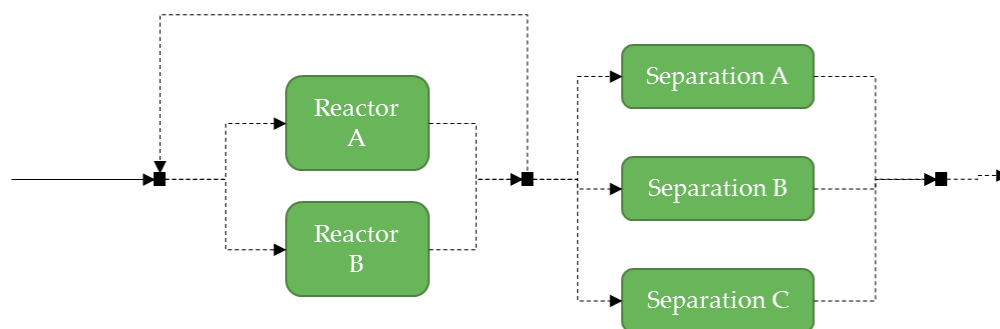 Reactor
A
Reactor
B
Separation A
Separation B
Separation C